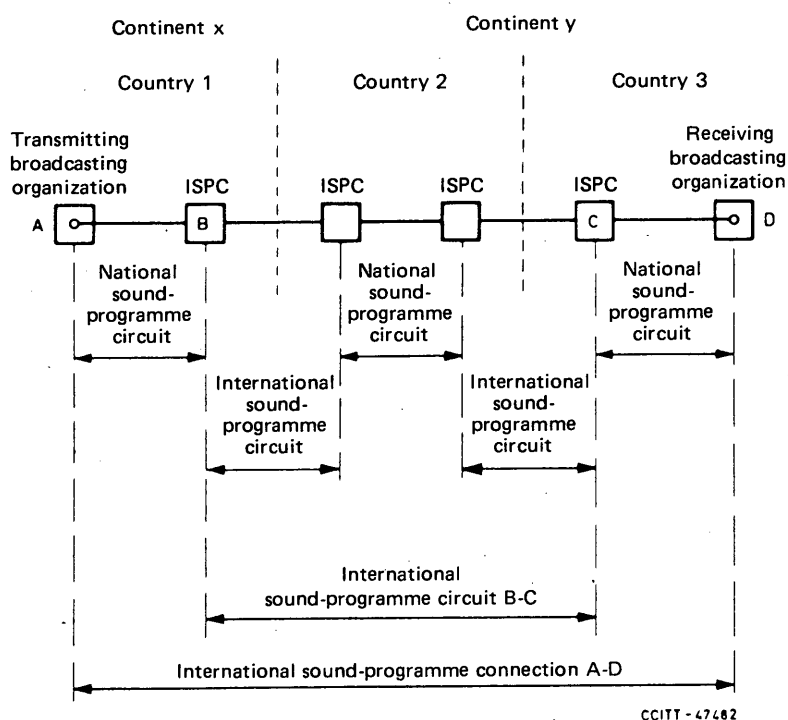 Continent x
Continent y
Country 1
Country 2
Country 3
Transmitting
broadcasting
organization
Receiving
broadcasting
organization
ISPC
ISPC
ISPC
ISPC
A
B
C
D
National
sound-
programme
circuit
National
sound-
programme
circuit
National
sound-
programme
circuit
International
sound-
programme
circuit
International
sound-
programme
circuit
International
sound-programme circuit B-C
International sound-programme connection A-D
CCITT - 47482